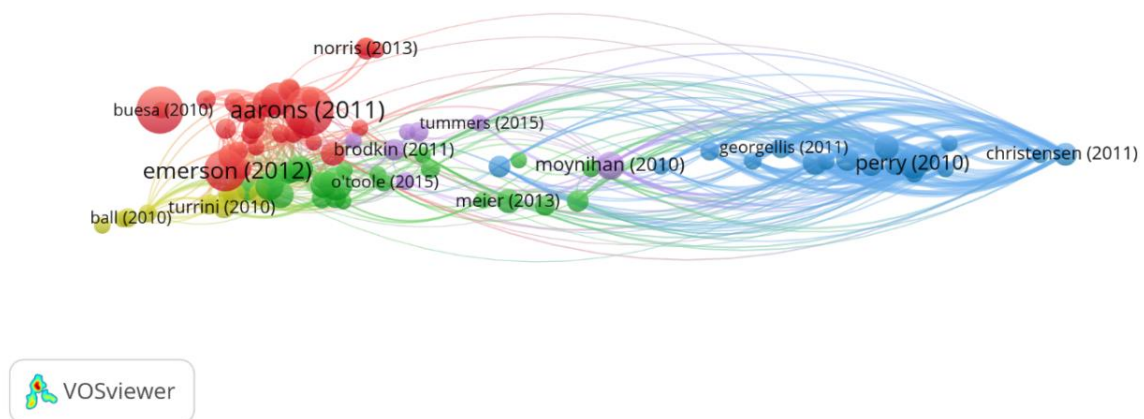 norris (2013)
buesa (2010)
aarons (2011)
tummers (2015)
brodkin (2011)
georgellis (2011)
christensen (2011)
emerson (2012)
moynihan (2010)
perry (2010)
o'toole (2015)
turrini (2010)
meier (2013)
ball (2010)
VOSviewer